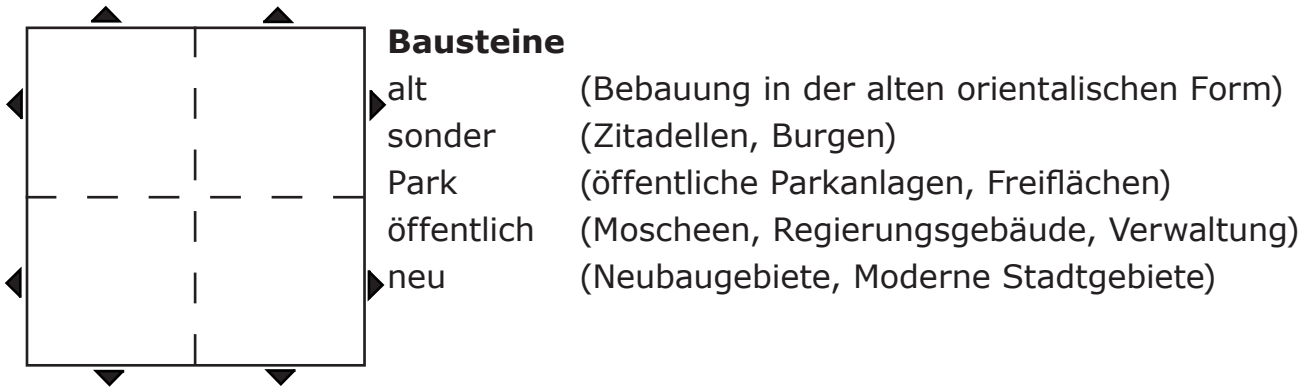 Bausteine
alt (Bebauung in der alten orientalischen Form)
sonder (Zitadellen, Burgen)
Park (öffentliche Parkanlagen, Freiflächen)
öffentlich (Moscheen, Regierungsgebäude, Verwaltung)
neu (Neubaugebiete, Moderne Stadtgebiete)